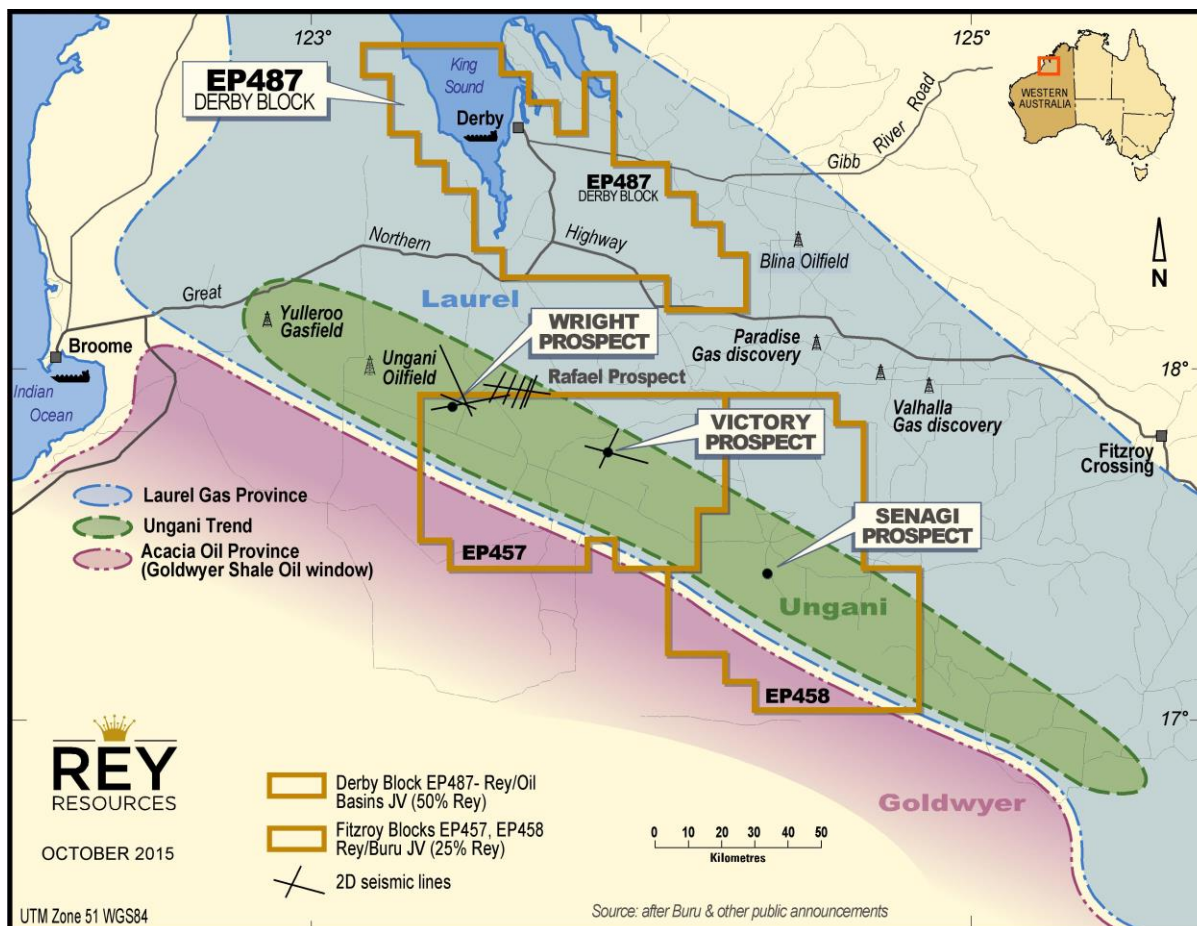 123°
125°
EP487
DERBY BLOCK
King
Sound
Derby
WESTERN
AUSTRALIA
Gibb River Road
EP487
DERBY BLOCK
N
Great Northern Highway
Blina Oilfield
Laurel
Yulleroo
Gasfield
WRIGHT
PROSPECT
Paradise
Gas discovery
Broome
Ungani
Oilfield
Rafael Prospect
18°
Indian
Ocean
VICTORY
PROSPECT
Valhalla
Gas discovery
Fitzroy
Crossing
Laurel Gas Province
Ungani Trend
Acacia Oil Province
(Goldwyer Shale Oil window)
SENAGI
PROSPECT
EP457
Ungani
EP458
17°
REY
RESOURCES
OCTOBER 2015
Goldwyer
Derby Block EP487- Rey/Oil
Basins JV (50% Rey)
Fitzroy Blocks EP457, EP458
Rey/Buru JV (25% Rey)
2D seismic lines
0 10 20 30 40 50
Kilometres
UTM Zone 51 WGS84
Source: after Buru & other public announcements